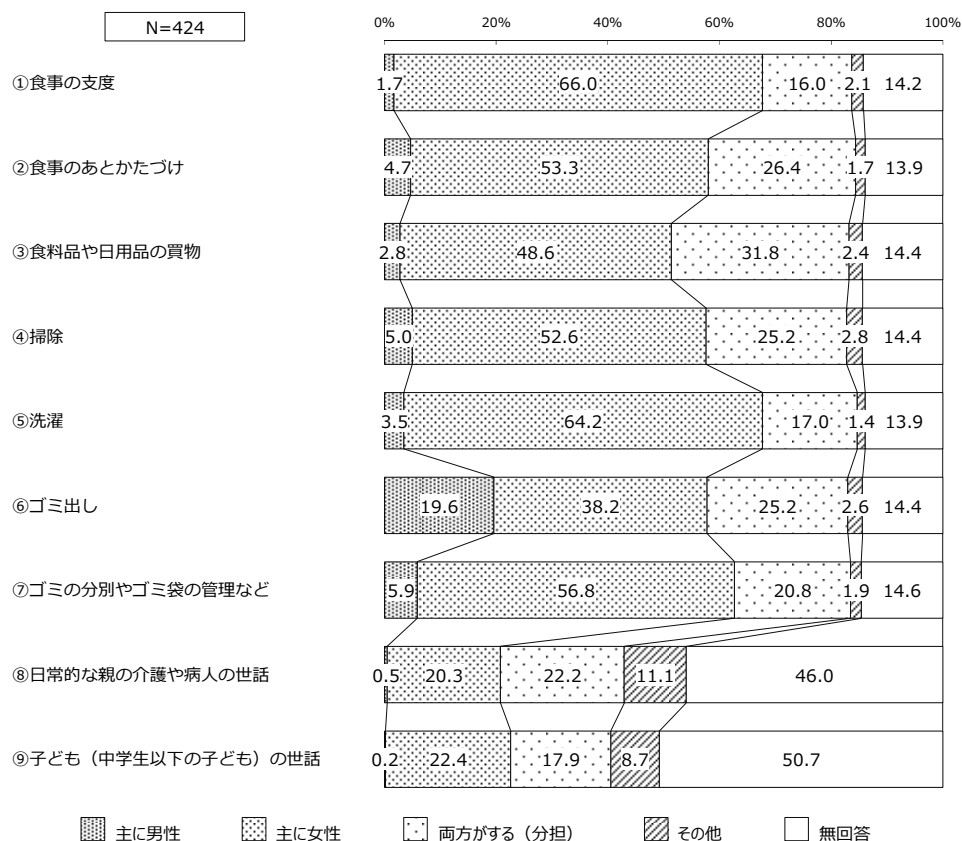 N=424
0% 20% 40% 60% 80% 100%
①食事の支度 1.7 66.0 16.0 2.1 14.2
②食事のあとかたづけ 4.7 53.3 26.4 1.7 13.9
③食料品や日用品の買物 2.8 48.6 31.8 2.4 14.4
④掃除 5.0 52.6 25.2 2.8 14.4
⑤洗濯 3.5 64.2 17.0 1.4 13.9
⑥ゴミ出し 19.6 38.2 25.2 2.6 14.4
⑦ゴミの分別やゴミ袋の管理など 5.9 56.8 20.8 1.9 14.6
⑧日常的な親の介護や病人の世話 0.5 20.3 22.2 11.1 46.0
⑨子ども（中学生以下の子ども）の世話 0.2 22.4 17.9 8.7 50.7
主に男性 主に女性 両方がする（分担） その他 無回答